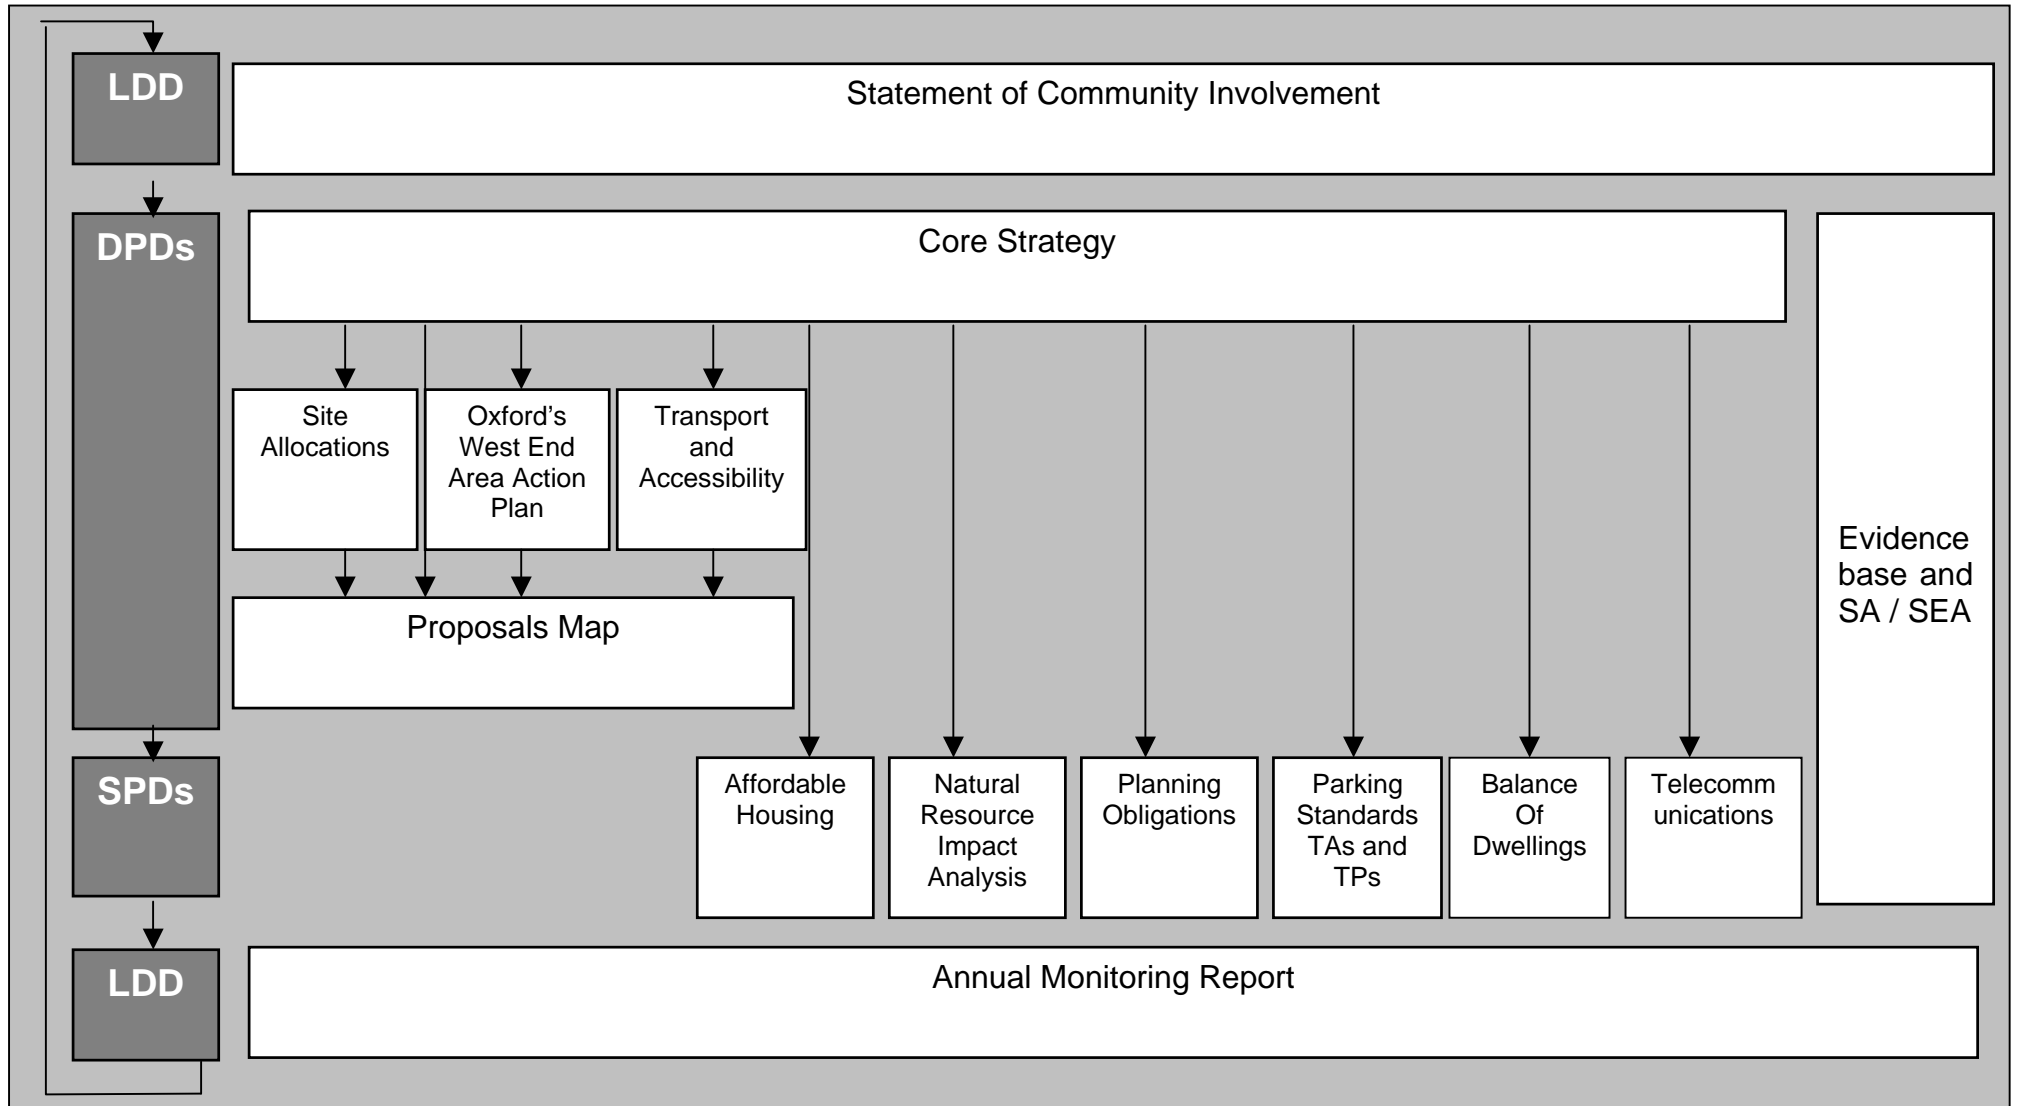 LDD
Statement of Community Involvement
DPDs
Core Strategy
Site
Allocations
Oxford's
West End
Area Action
Plan
Transport
and
Accessibility
Proposals Map
Evidence
base and
SA / SEA
SPDs
Affordable
Housing
Natural
Resource
Impact
Analysis
Planning
Obligations
Parking
Standards
TAs and
TPs
Balance
Of
Dwellings
Telecomm
unications
LDD
Annual Monitoring Report